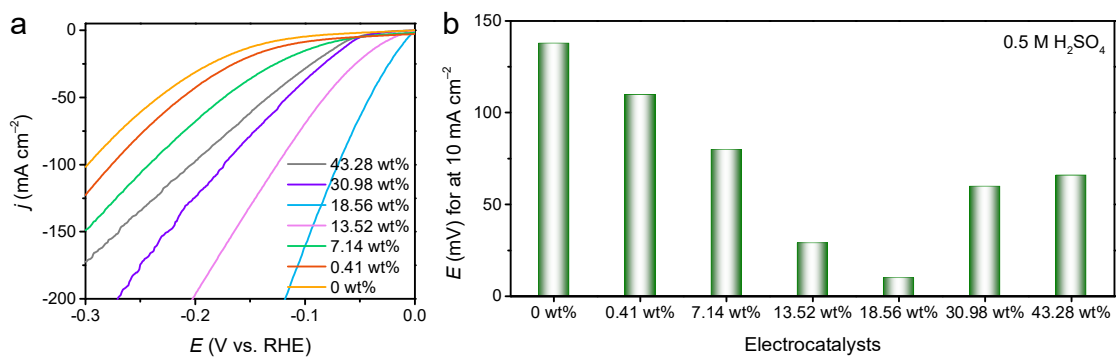 a
0
-50
-100
-150
-200
j (mA cm⁻²)
-0.3
-0.2
-0.1
0.0
E (V vs. RHE)
43.28 wt%
30.98 wt%
18.56 wt%
13.52 wt%
7.14 wt%
0.41 wt%
0 wt%
b
150
100
50
0
E (mV) for at 10 mA cm⁻²
0.5 M H₂SO₄
0 wt% 0.41 wt% 7.14 wt% 13.52 wt% 18.56 wt% 30.98 wt% 43.28 wt%
Electrocatalysts